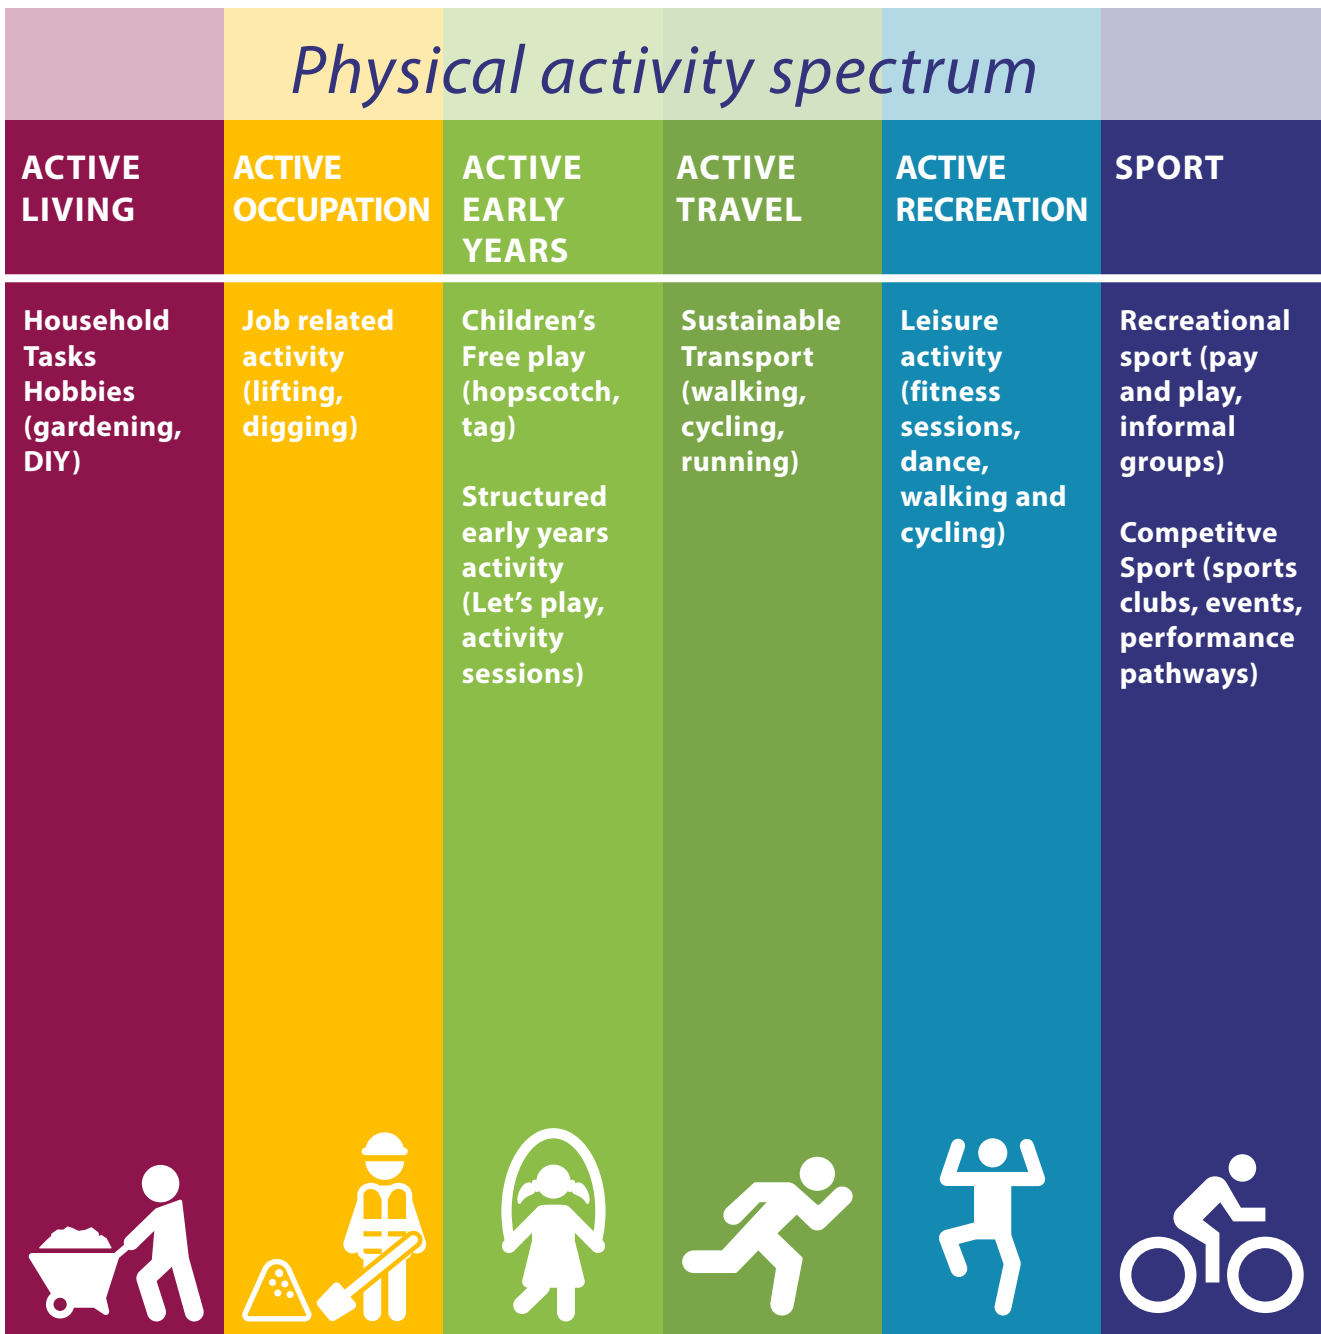 Physical activity spectrum
ACTIVE
LIVING
ACTIVE
OCCUPATION
ACTIVE
EARLY
YEARS
ACTIVE
TRAVEL
ACTIVE
RECREATION
SPORT
Household
Tasks
Hobbies
(gardening,
DIY)
Job related
activity
(lifting,
digging)
Children’s
Free play
(hopscotch,
tag)
Structured
early years
activity
(Let’s play,
activity
sessions)
Sustainable
Transport
(walking,
cycling,
running)
Leisure
activity
(fitness
sessions,
dance,
walking and
cycling)
Recreational
sport (pay
and play,
informal
groups)
Competitve
Sport (sports
clubs, events,
performance
pathways)